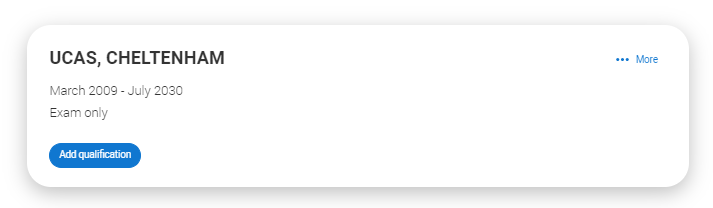 UCAS, CHELTENHAM
••• More
March 2009 - July 2030
Exam only
Add qualification